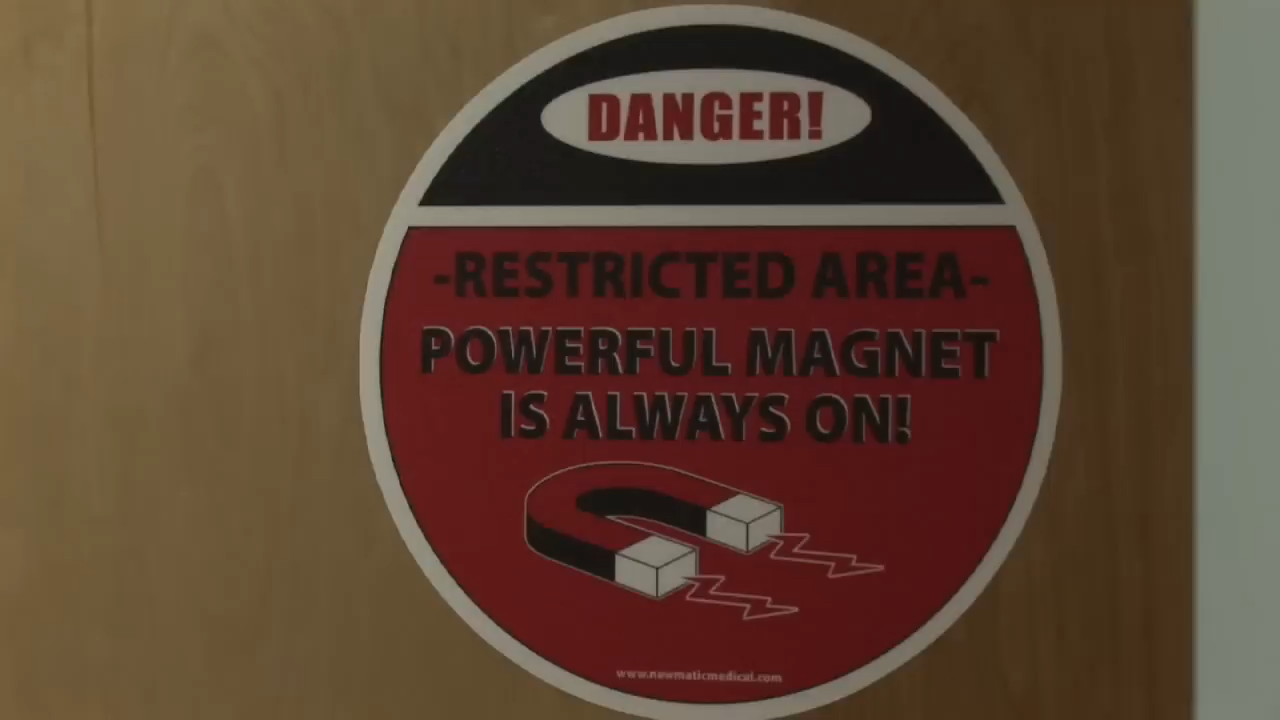 DANGER!
-RESTRICTED AREA-
POWERFUL MAGNET
IS ALWAYS ON!
www.newmaticmedical.com